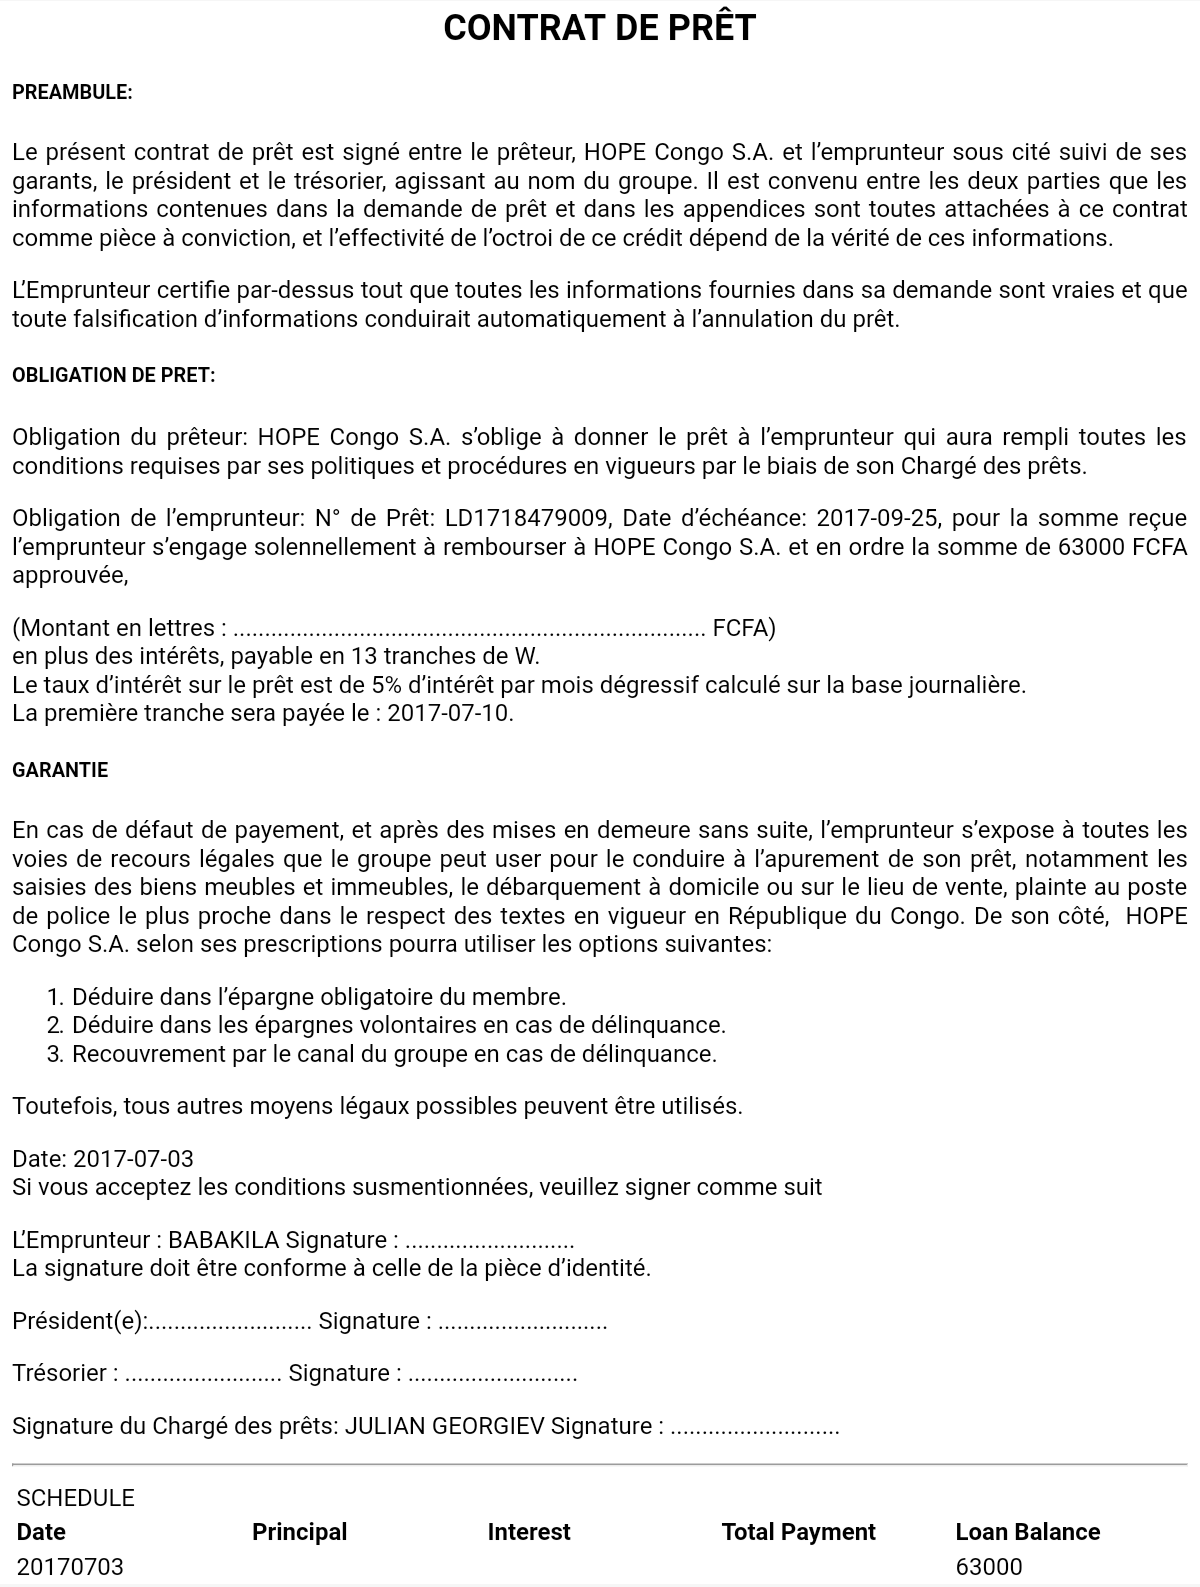 CONTRAT DE PRÊT
PREAMBULE:
Le présent contrat de prêt est signé entre le prêteur, HOPE Congo S.A. et l’emprunteur sous cité suivi de ses
garants, le président et le trésorier, agissant au nom du groupe. Il est convenu entre les deux parties que les
informations contenues dans la demande de prêt et dans les appendices sont toutes attachées à ce contrat
comme pièce à conviction, et l’effectivité de l’octroi de ce crédit dépend de la vérité de ces informations.
L’Emprunteur certifie par-dessus tout que toutes les informations fournies dans sa demande sont vraies et que
toute falsification d’informations conduirait automatiquement à l’annulation du prêt.
OBLIGATION DE PRET:
Obligation du prêteur: HOPE Congo S.A. s’oblige à donner le prêt à l’emprunteur qui aura rempli toutes les
conditions requises par ses politiques et procédures en vigueurs par le biais de son Chargé des prêts.
Obligation de l’emprunteur: N° de Prêt: LD1718479009, Date d’échéance: 2017-09-25, pour la somme reçue
l’emprunteur s’engage solennellement à rembourser à HOPE Congo S.A. et en ordre la somme de 63000 FCFA
approuvée,
(Montant en lettres : .......................................................................... FCFA)
en plus des intérêts, payable en 13 tranches de W.
Le taux d’intérêt sur le prêt est de 5% d’intérêt par mois dégressif calculé sur la base journalière.
La première tranche sera payée le : 2017-07-10.
GARANTIE
En cas de défaut de payement, et après des mises en demeure sans suite, l’emprunteur s’expose à toutes les
voies de recours légales que le groupe peut user pour le conduire à l’apurement de son prêt, notamment les
saisies des biens meubles et immeubles, le débarquement à domicile ou sur le lieu de vente, plainte au poste
de police le plus proche dans le respect des textes en vigueur en République du Congo. De son côté, HOPE
Congo S.A. selon ses prescriptions pourra utiliser les options suivantes:
1. Déduire dans l’épargne obligatoire du membre.
2. Déduire dans les épargnes volontaires en cas de délinquance.
3. Recouvrement par le canal du groupe en cas de délinquance.
Toutefois, tous autres moyens légaux possibles peuvent être utilisés.
Date: 2017-07-03
Si vous acceptez les conditions susmentionnées, veuillez signer comme suit
L’Emprunteur : BABAKILA Signature : ...........................
La signature doit être conforme à celle de la pièce d’identité.
Président(e):.......................... Signature : ...........................
Trésorier : ......................... Signature : ...........................
Signature du Chargé des prêts: JULIAN GEORGIEV Signature : ...........................
SCHEDULE
Date Principal Interest Total Payment Loan Balance
20170703 63000